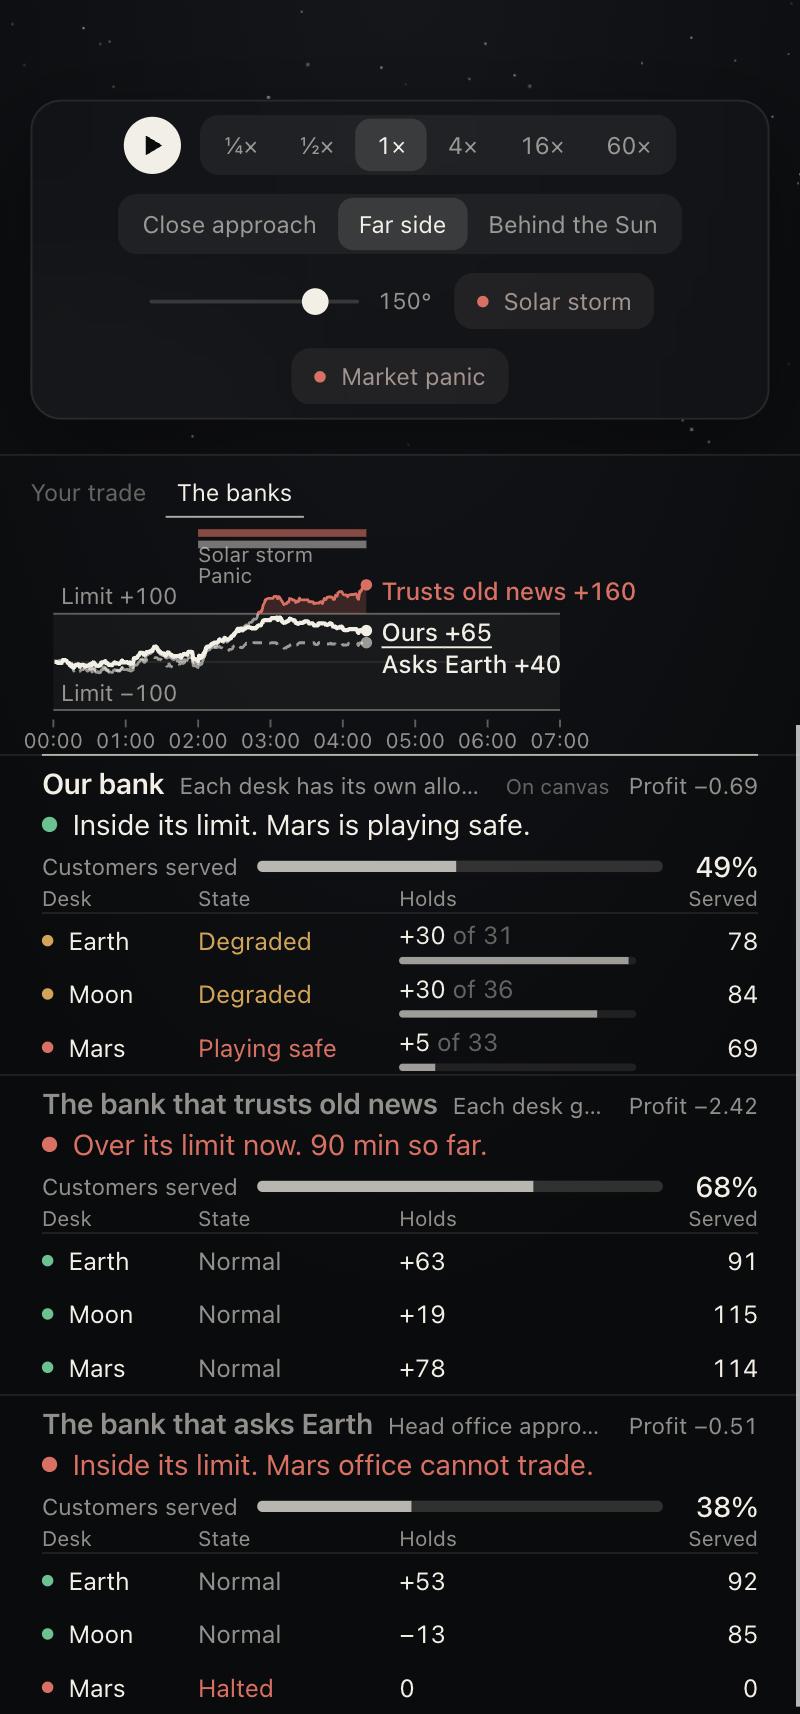 ¼× ½× 1× 4× 16× 60×
Close approach Far side Behind the Sun
150° Solar storm
Market panic
Your trade The banks
Solar storm
Panic
Limit +100 Trusts old news +160
Ours +65
Asks Earth +40
Limit −100
00:00 01:00 02:00 03:00 04:00 05:00 06:00 07:00
Our bank Each desk has its own allo... On canvas Profit −0.69
Inside its limit. Mars is playing safe.
Customers served 49%
Desk State Holds Served
Earth Degraded +30 of 31 78
Moon Degraded +30 of 36 84
Mars Playing safe +5 of 33 69
The bank that trusts old news Each desk g... Profit −2.42
Over its limit now. 90 min so far.
Customers served 68%
Desk State Holds Served
Earth Normal +63 91
Moon Normal +19 115
Mars Normal +78 114
The bank that asks Earth Head office appro... Profit −0.51
Inside its limit. Mars office cannot trade.
Customers served 38%
Desk State Holds Served
Earth Normal +53 92
Moon Normal −13 85
Mars Halted 0 0